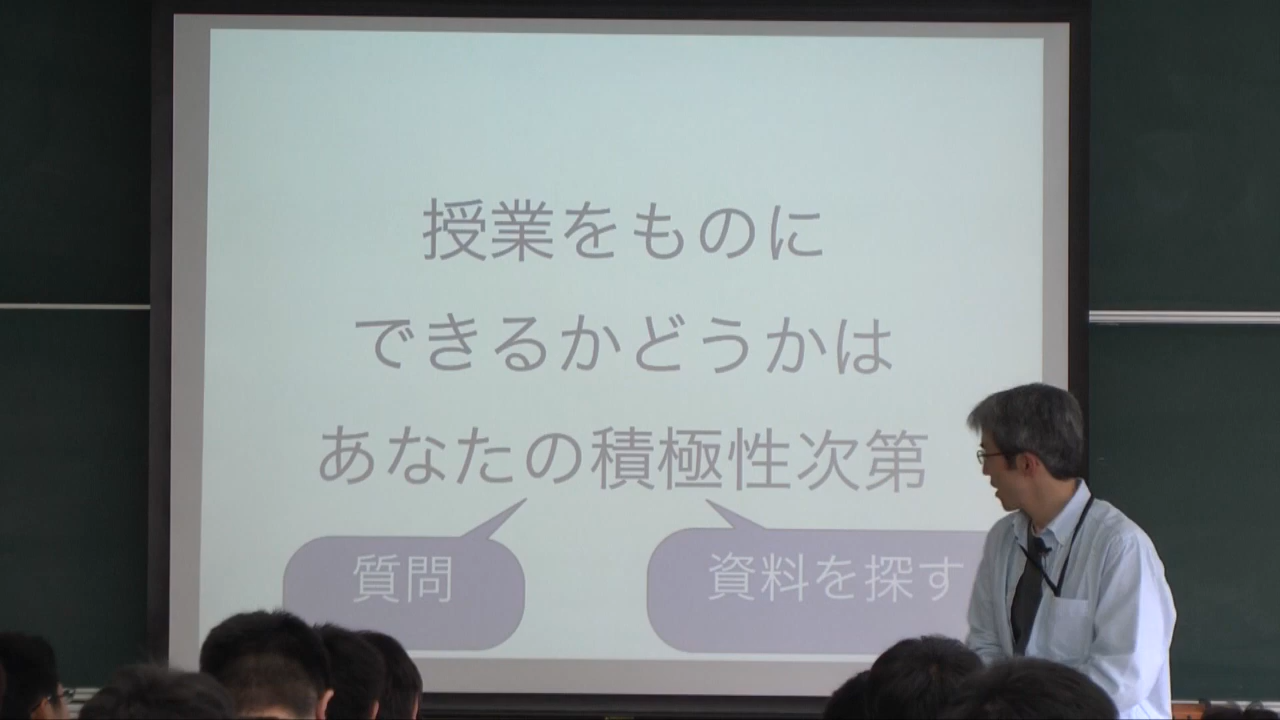 授業をものに
できるかどうかは
あなたの積極性次第
質問
資料を探す